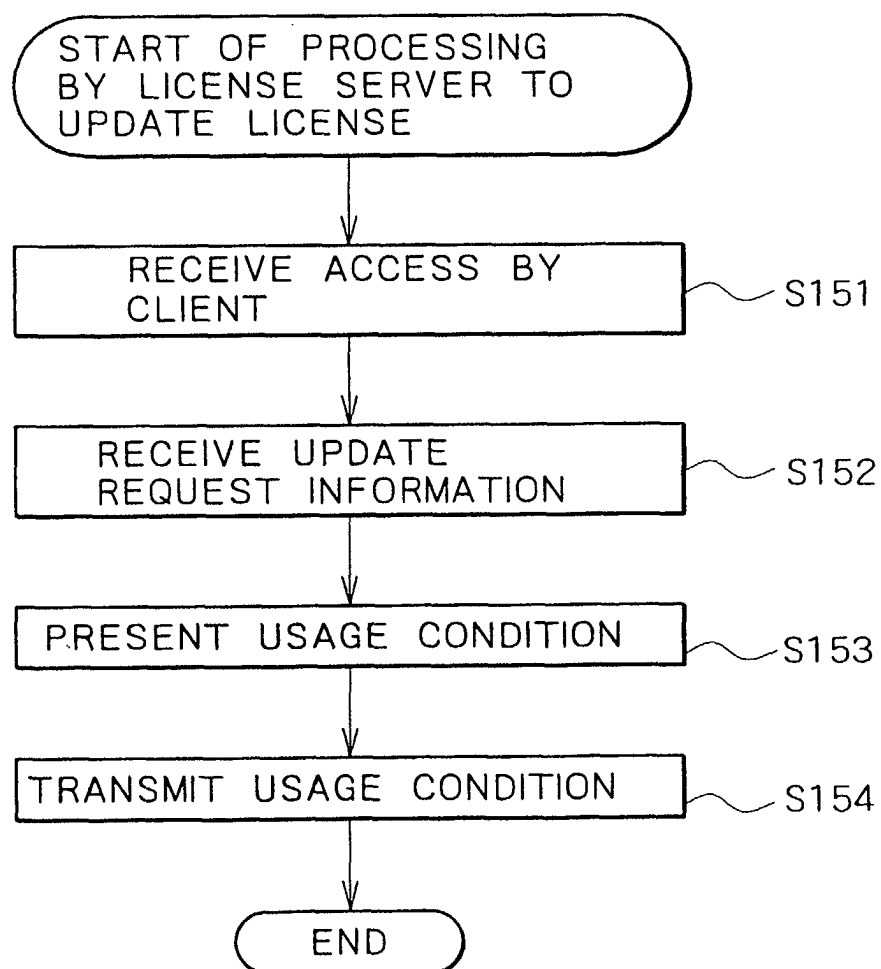 START OF PROCESSING
BY LICENSE SERVER TO
UPDATE LICENSE
RECEIVE ACCESS BY
CLIENT
S151
RECEIVE UPDATE
REQUEST INFORMATION
S152
PRESENT USAGE CONDITION
S153
TRANSMIT USAGE CONDITION
S154
END